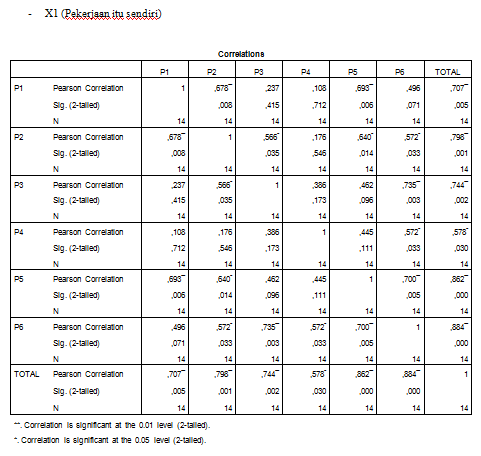 - X1 (Pekerjaan itu sendiri)
Correlations
P1 P2 P3 P4 P5 P6 TOTAL
P1 Pearson Correlation 1 ,678** ,237 ,108 ,693** ,496 ,707**
Sig. (2-tailed) ,008 ,415 ,712 ,006 ,071 ,005
N 14 14 14 14 14 14 14
P2 Pearson Correlation ,678** 1 ,566* ,176 ,640* ,572* ,798**
Sig. (2-tailed) ,008 ,035 ,546 ,014 ,033 ,001
N 14 14 14 14 14 14 14
P3 Pearson Correlation ,237 ,566* 1 ,386 ,462 ,735** ,744**
Sig. (2-tailed) ,415 ,035 ,173 ,096 ,003 ,002
N 14 14 14 14 14 14 14
P4 Pearson Correlation ,108 ,176 ,386 1 ,445 ,572* ,578*
Sig. (2-tailed) ,712 ,546 ,173 ,111 ,033 ,030
N 14 14 14 14 14 14 14
P5 Pearson Correlation ,693** ,640* ,462 ,445 1 ,700** ,862**
Sig. (2-tailed) ,006 ,014 ,096 ,111 ,005 ,000
N 14 14 14 14 14 14 14
P6 Pearson Correlation ,496 ,572* ,735** ,572* ,700** 1 ,884**
Sig. (2-tailed) ,071 ,033 ,003 ,033 ,005 ,000
N 14 14 14 14 14 14 14
TOTAL Pearson Correlation ,707** ,798** ,744** ,578* ,862** ,884** 1
Sig. (2-tailed) ,005 ,001 ,002 ,030 ,000 ,000
N 14 14 14 14 14 14 14
**. Correlation is significant at the 0.01 level (2-tailed).
*. Correlation is significant at the 0.05 level (2-tailed).